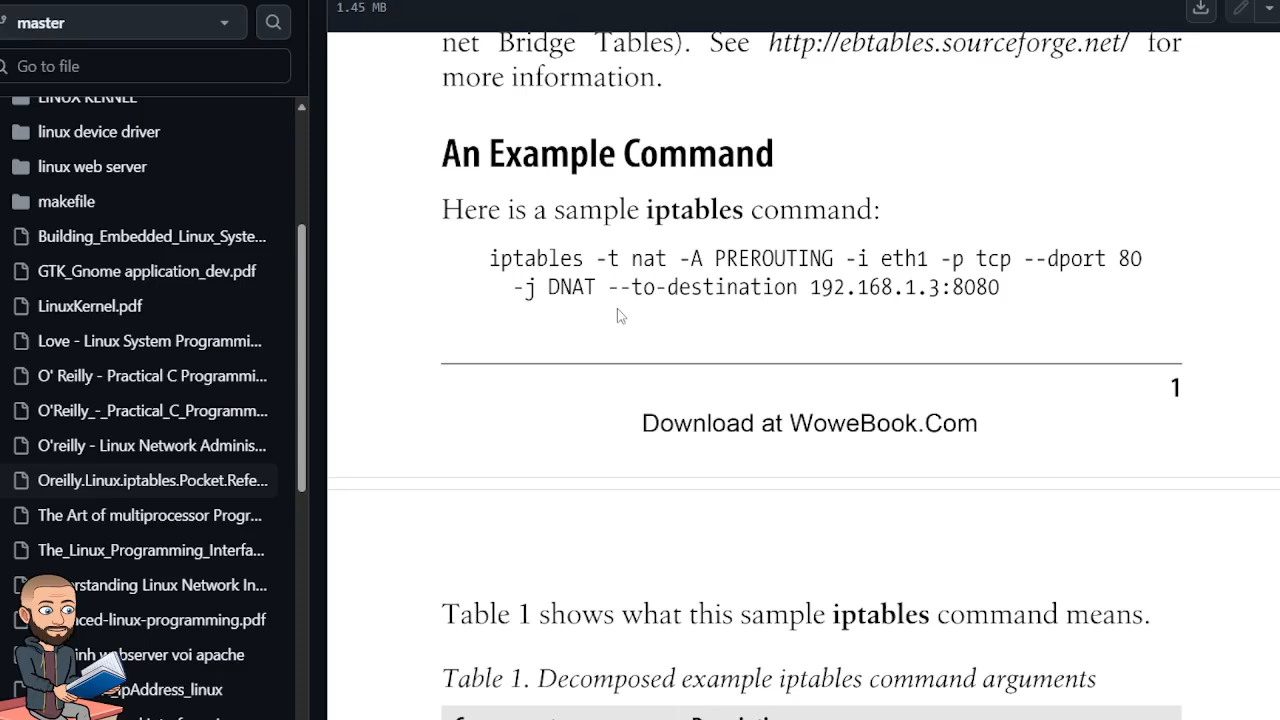 master
Go to file
LINUX KERNEL
linux device driver
linux web server
makefile
Building_Embedded_Linux_Syste...
GTK_Gnome application_dev.pdf
LinuxKernel.pdf
Love - Linux System Programmi...
O' Reilly - Practical C Programmi...
O'Reilly_-_Practical_C_Programm...
O'reilly - Linux Network Adminis...
Oreilly.Linux.iptables.Pocket.Refe...
The Art of multiprocessor Progr...
The_Linux_Programming_Interfa...
rstanding Linux Network In...
ced-linux-programming.pdf
inh webserver voi apache
pAddress_linux
1.45 MB
net Bridge Tables). See http://ebtables.sourceforge.net/ for
more information.
An Example Command
Here is a sample iptables command:
iptables -t nat -A PREROUTING -i eth1 -p tcp --dport 80
-j DNAT --to-destination 192.168.1.3:8080
1
Download at WoweBook.Com
Table 1 shows what this sample iptables command means.
Table 1. Decomposed example iptables command arguments